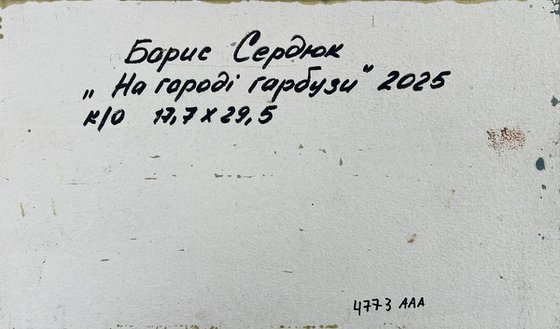 Борис Сердюк
„На городі гарбузи" 2025
к/о 17,7 х 29,5
4773 ААА